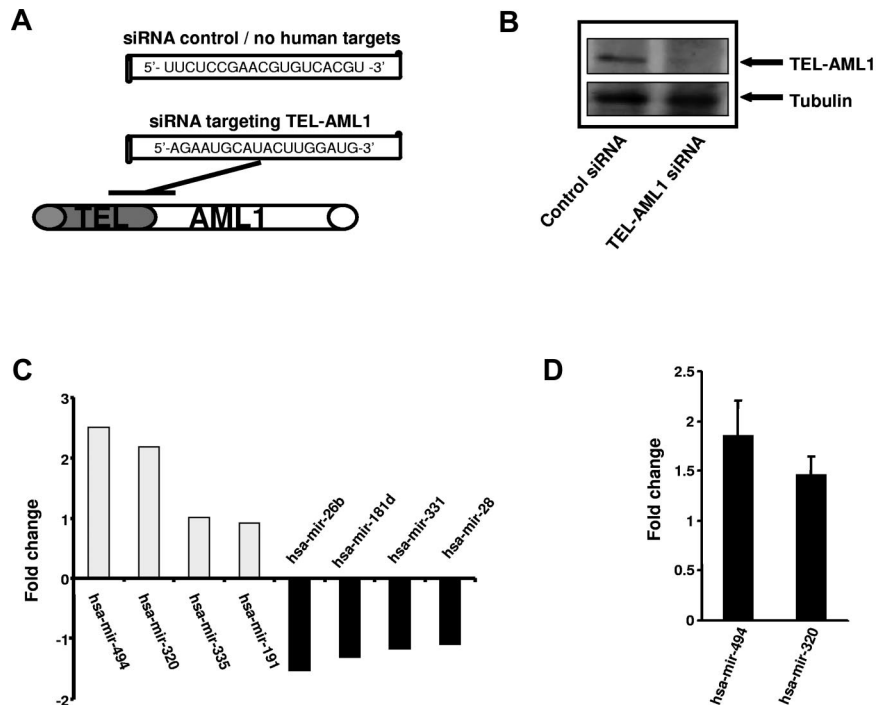 A
siRNA control / no human targets
5'- UUCUCCGAACGUGUCACGU -3'
siRNA targeting TEL-AML1
5'-AGAAUGCAUACUUGGAUG-3'
TEL AML1
B
TEL-AML1
Tubulin
Control siRNA
TEL-AML1 siRNA
C
Fold change
3
2
1
0
-1
-2
hsa-mir-494
hsa-mir-320
hsa-mir-335
hsa-mir-191
hsa-mir-26b
hsa-mir-181d
hsa-mir-331
hsa-mir-28
D
Fold change
2.5
2
1.5
1
0.5
0
hsa-mir-494
hsa-mir-320